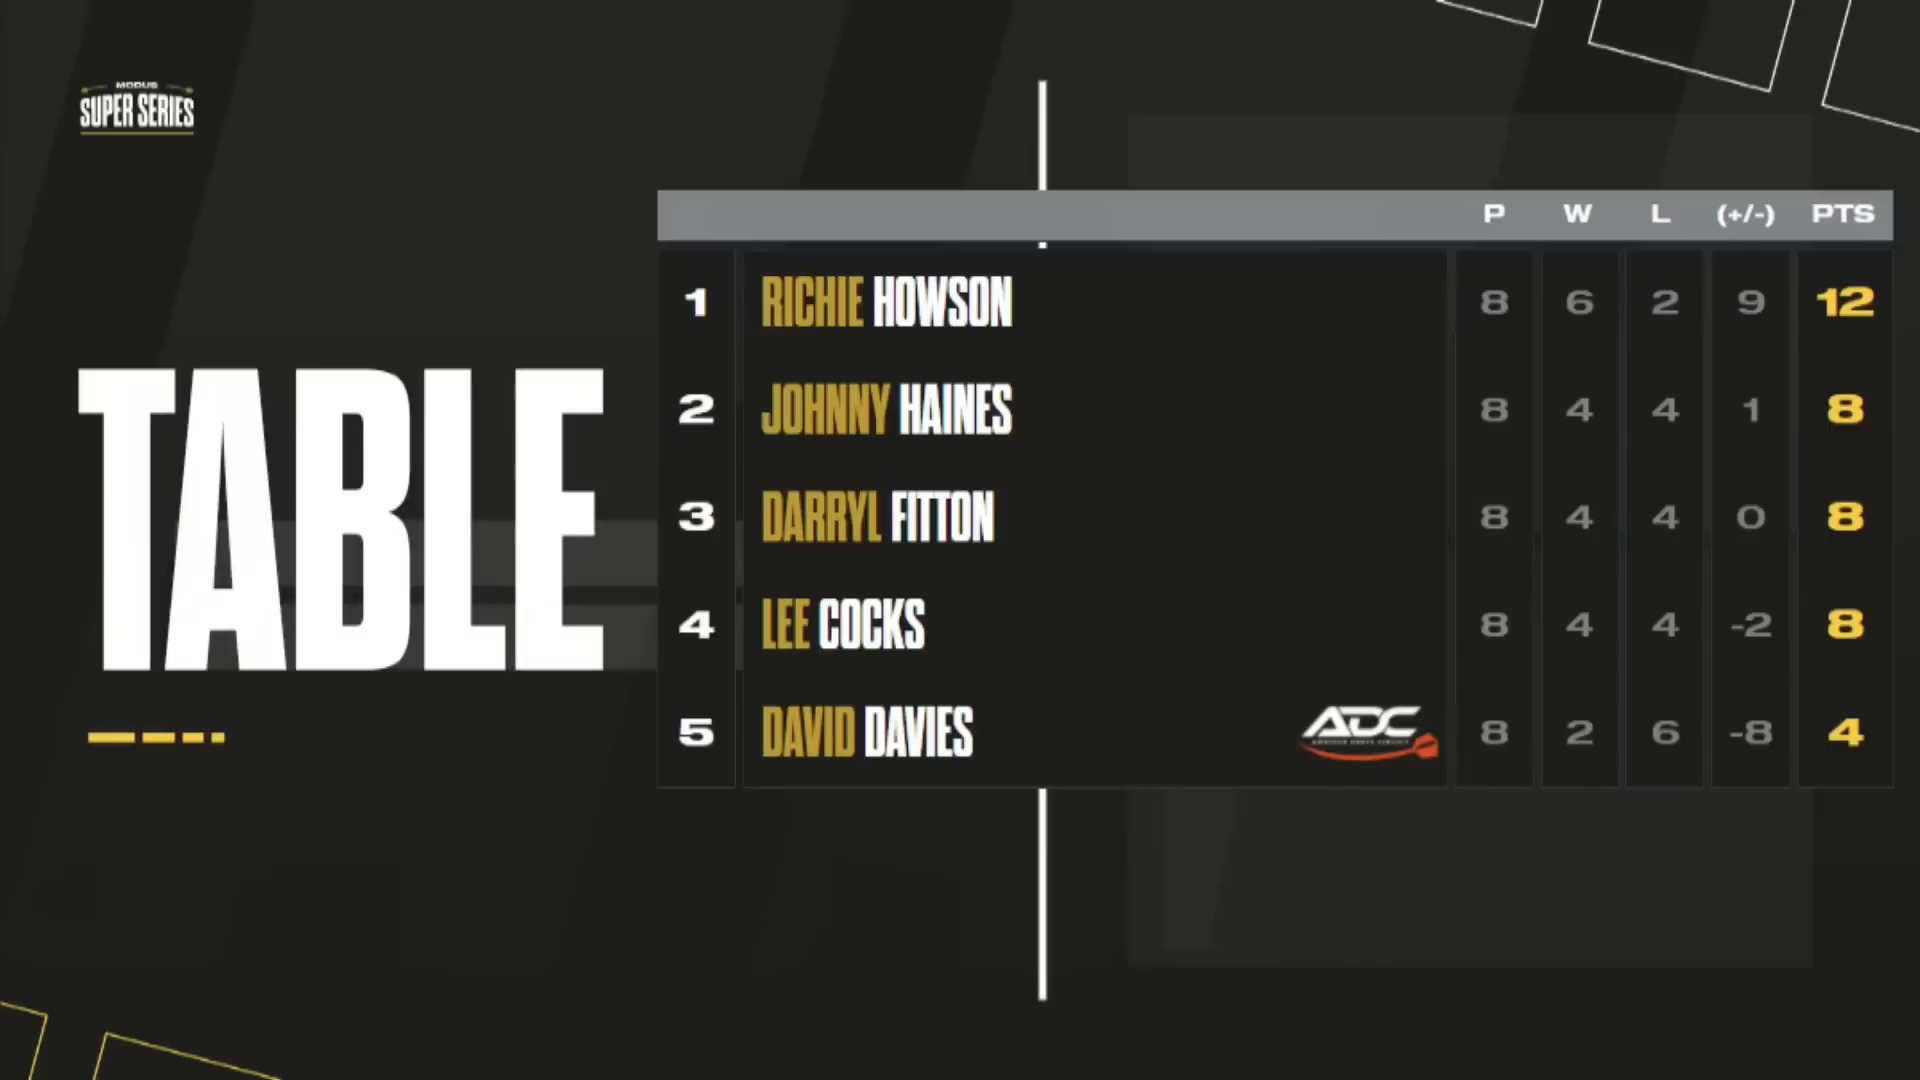 MODUS
SUPER SERIES
TABLE
P W L (+/-) PTS
1 RICHIE HOWSON 8 6 2 9 12
2 JOHNNY HAINES 8 4 4 1 8
3 DARRYL FITTON 8 4 4 0 8
4 LEE COCKS 8 4 4 -2 8
5 DAVID DAVIES ADC 8 2 6 -8 4